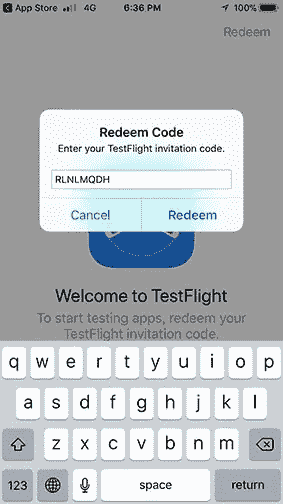 App Store 4G 6:36 PM 100%
Redeem
Redeem Code
Enter your TestFlight invitation code.
RLNLMQDH
Cancel Redeem
Welcome to TestFlight
To start testing apps, redeem your
TestFlight invitation code.
q w e r t y u i o p
a s d f g h j k l
z x c v b n m
123 space return